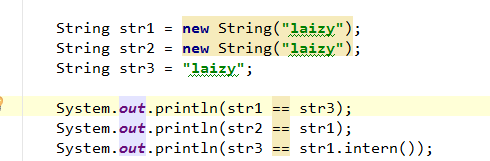 String str1 = new String("laizy");
String str2 = new String("laizy");
String str3 = "laizy";
System.out.println(str1 == str3);
System.out.println(str2 == str1);
System.out.println(str3 == str1.intern());